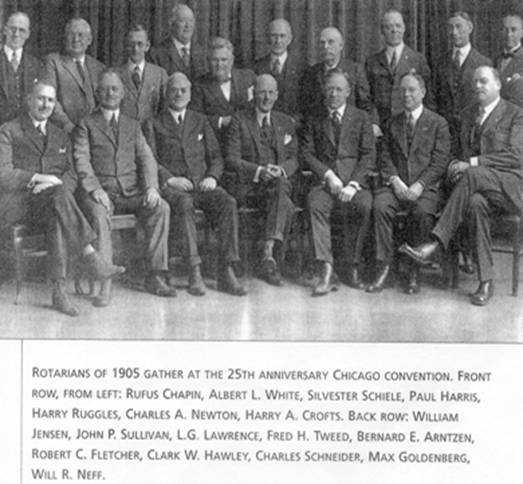 ROTARIANS OF 1905 GATHER AT THE 25TH ANNIVERSARY CHICAGO CONVENTION. FRONT
ROW, FROM LEFT: RUFUS CHAPIN, ALBERT L. WHITE, SILVESTER SCHIELE, PAUL HARRIS,
HARRY RUGGLES, CHARLES A. NEWTON, HARRY A. CROFTS. BACK ROW: WILLIAM
JENSEN, JOHN P. SULLIVAN, L.G. LAWRENCE, FRED H. TWEED, BERNARD E. ARNTZEN,
ROBERT C. FLETCHER, CLARK W. HAWLEY, CHARLES SCHNEIDER, MAX GOLDENBERG,
WILL R. NEFF.